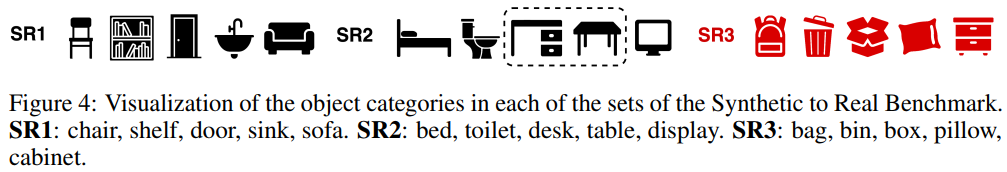 SR1 SR2 SR3
Figure 4: Visualization of the object categories in each of the sets of the Synthetic to Real Benchmark.
SR1: chair, shelf, door, sink, sofa. SR2: bed, toilet, desk, table, display. SR3: bag, bin, box, pillow,
cabinet.